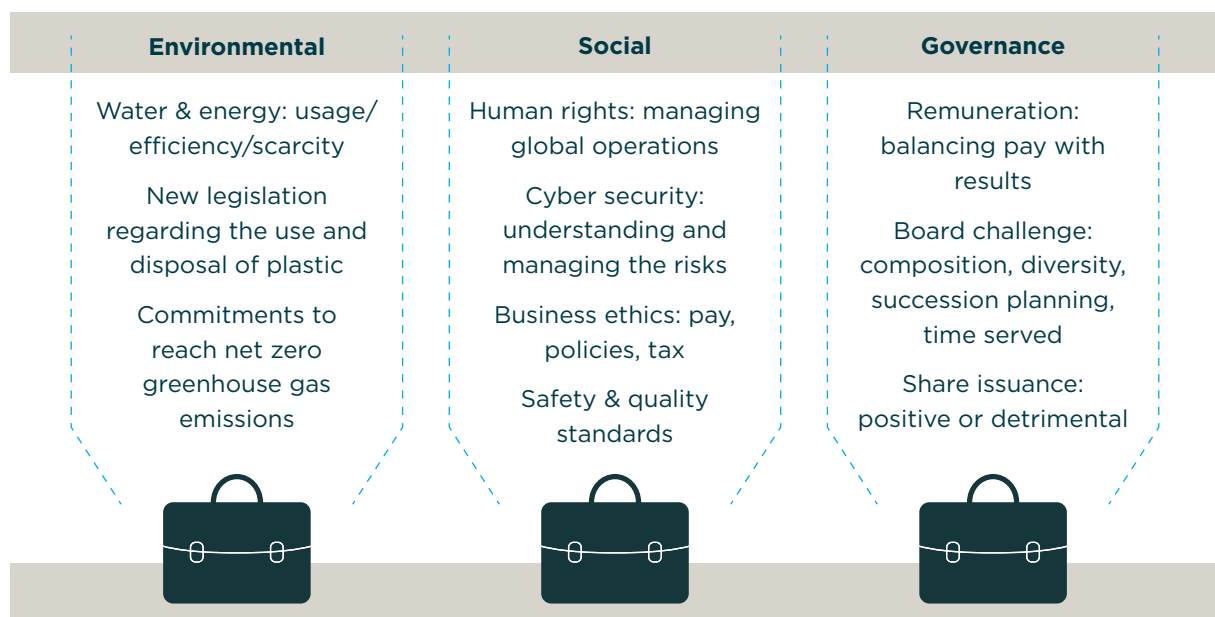 Environmental
Water & energy: usage/
efficiency/scarcity
New legislation
regarding the use and
disposal of plastic
Commitments to
reach net zero
greenhouse gas
emissions
Social
Human rights: managing
global operations
Cyber security:
understanding and
managing the risks
Business ethics: pay,
policies, tax
Safety & quality
standards
Governance
Remuneration:
balancing pay with
results
Board challenge:
composition, diversity,
succession planning,
time served
Share issuance:
positive or detrimental